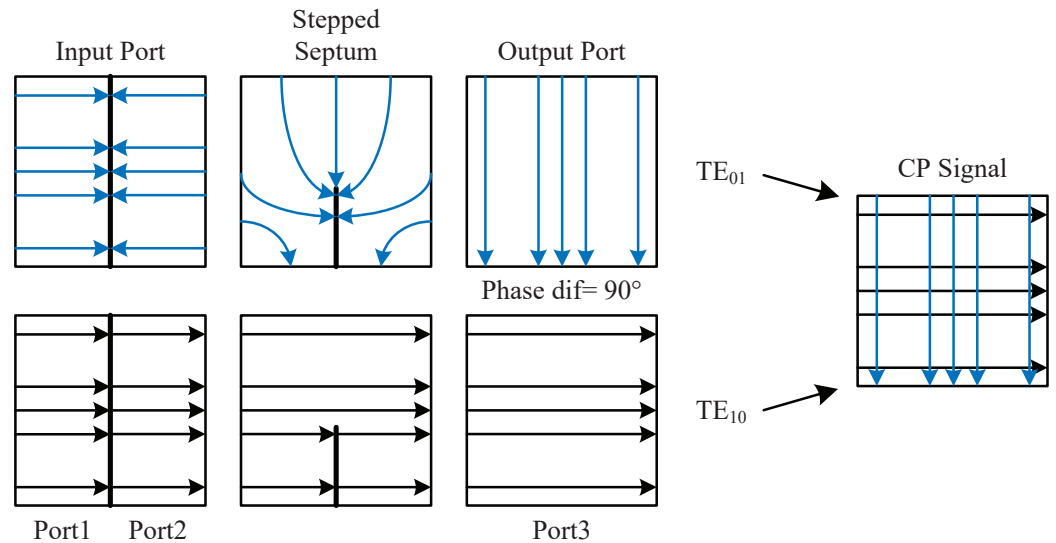 Input Port
Stepped
Septum
Output Port
TE01
CP Signal
Phase dif= 90°
TE10
Port1
Port2
Port3